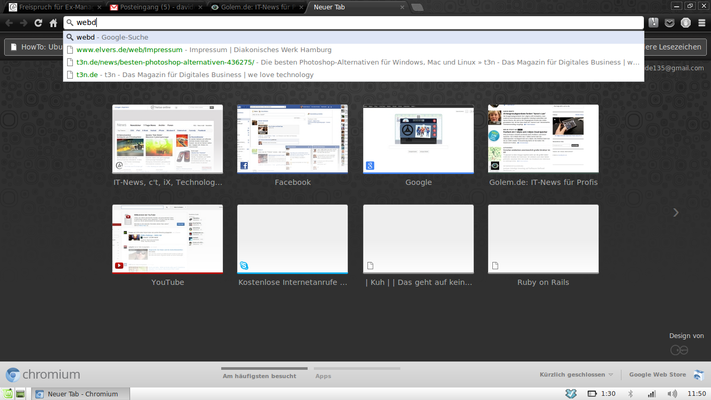 Freispruch für Ex-Man
Posteingang (5) - david
Golem.de: IT-News für P
Neuer Tab
webd
HowTo: Ubu
ere Lesezeichen
webd - Google-Suche
www.elvers.de/web/Impressum - Impressum | Diakonisches Werk Hamburg
t3n.de/news/besten-photoshop-alternativen-436275/ - Die besten Photoshop-Alternativen für Windows, Mac und Linux » t3n - Das Magazin für Digitales Business | w...
t3n.de - t3n - Das Magazin für Digitales Business | we love technology
de135@gmail.com
IT-News, c't, iX, Technolog...
Facebook
Google
Golem.de: IT-News für Profis
YouTube
Kostenlose Internetanrufe ...
| Kuh | | Das geht auf kein...
Ruby on Rails
Design von
chromium
Am häufigsten besucht
Apps
Kürzlich geschlossen
Google Web Store
Neuer Tab - Chromium
1:30
11:50